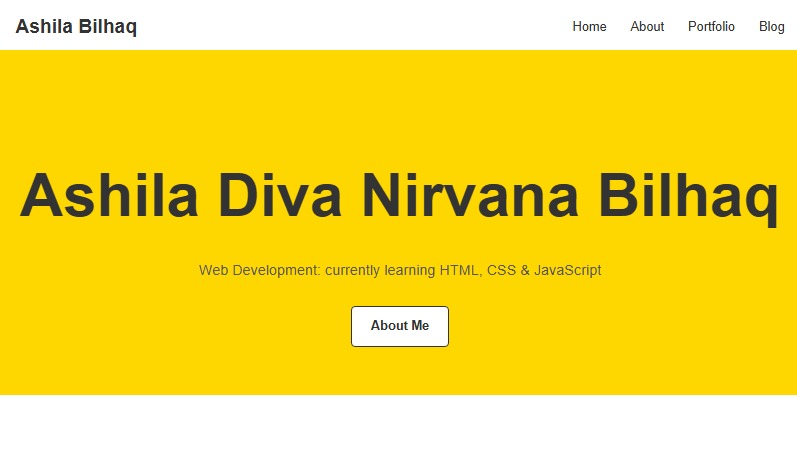 Ashila Bilhaq
Home About Portfolio Blog
Ashila Diva Nirvana Bilhaq
Web Development: currently learning HTML, CSS & JavaScript
About Me